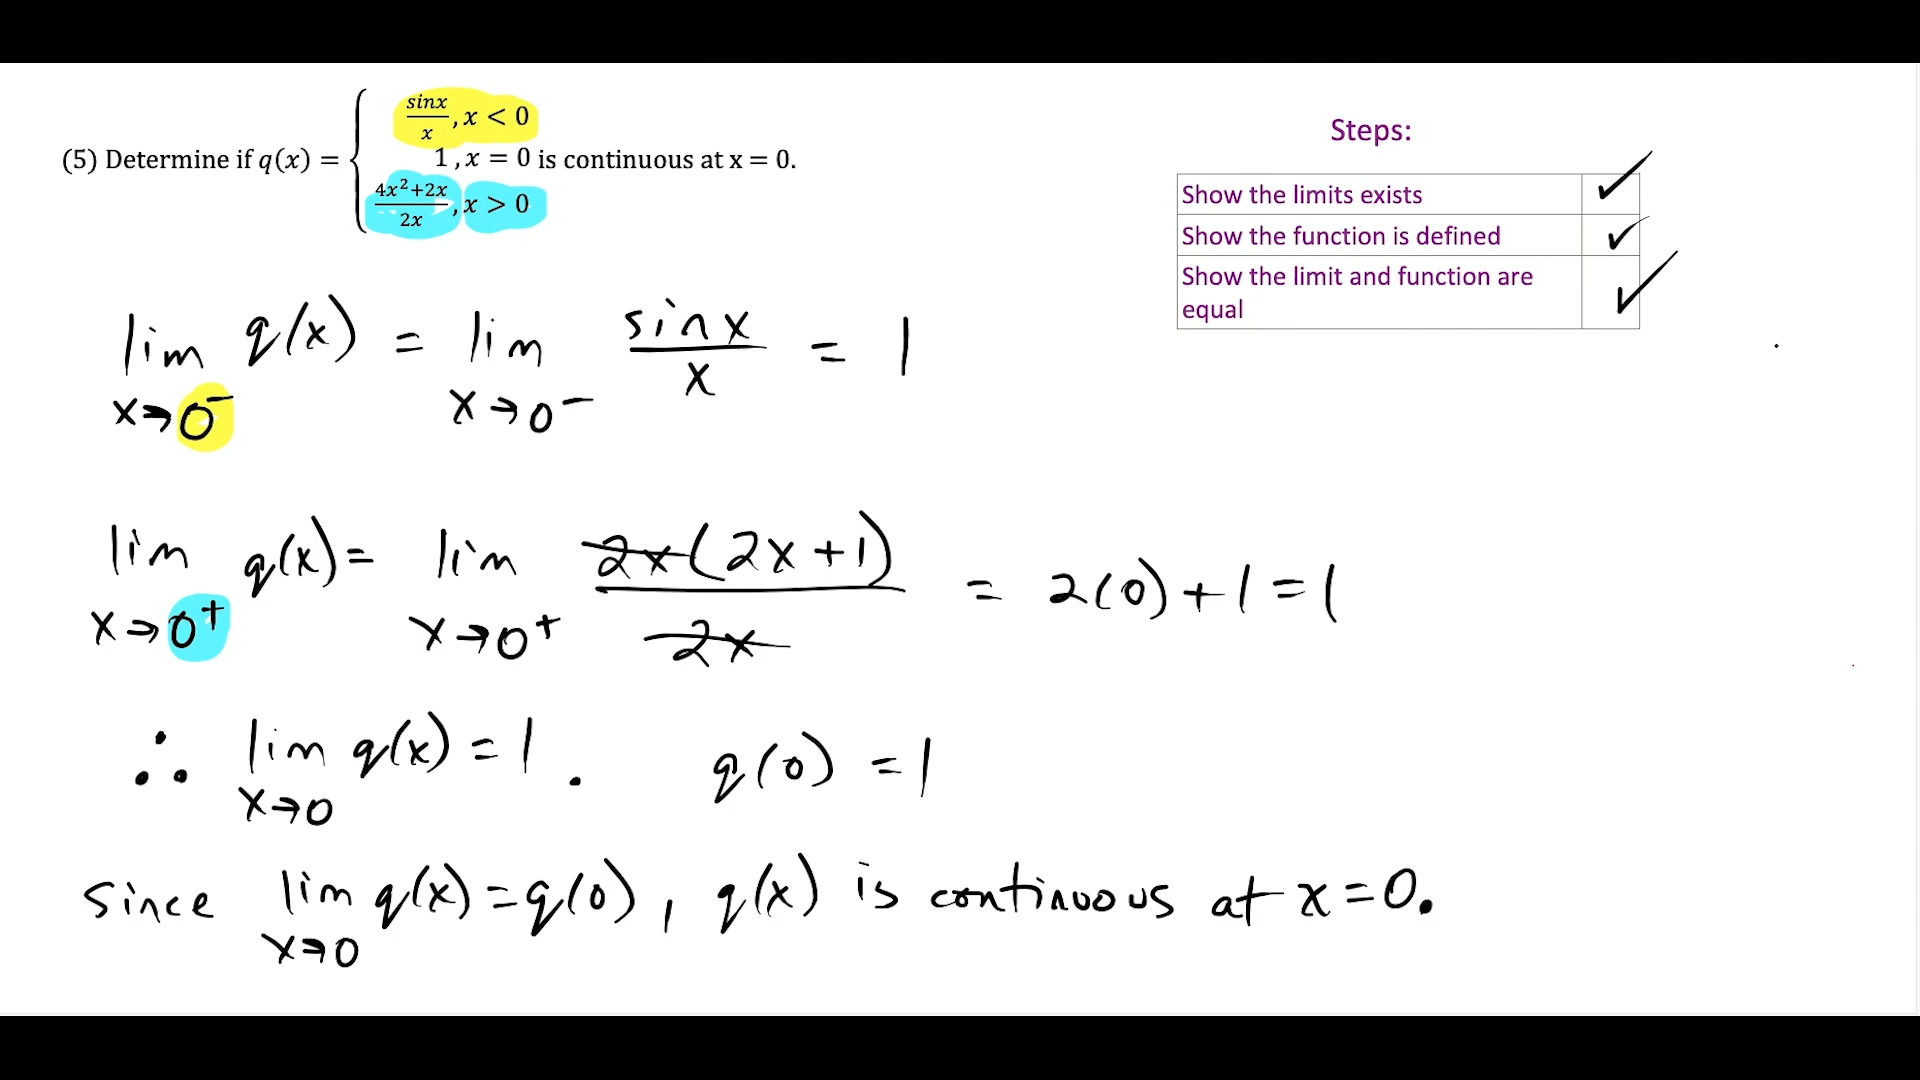 (5) Determine if q(x) = { sinx/x , x < 0
1 , x = 0 is continuous at x = 0.
4x²+2x/2x , x > 0
Steps:
Show the limits exists ✓
Show the function is defined ✓
Show the limit and function are
equal ✓
lim q(x) = lim sinx/x = 1
x→0⁻ x→0⁻
lim q(x) = lim 2x(2x+1)/2x = 2(0)+1=1
x→0⁺ x→0⁺
∴ lim q(x) = 1 . q(0) = 1
x→0
since lim q(x) = q(0), q(x) is continuous at x=0.
x→0